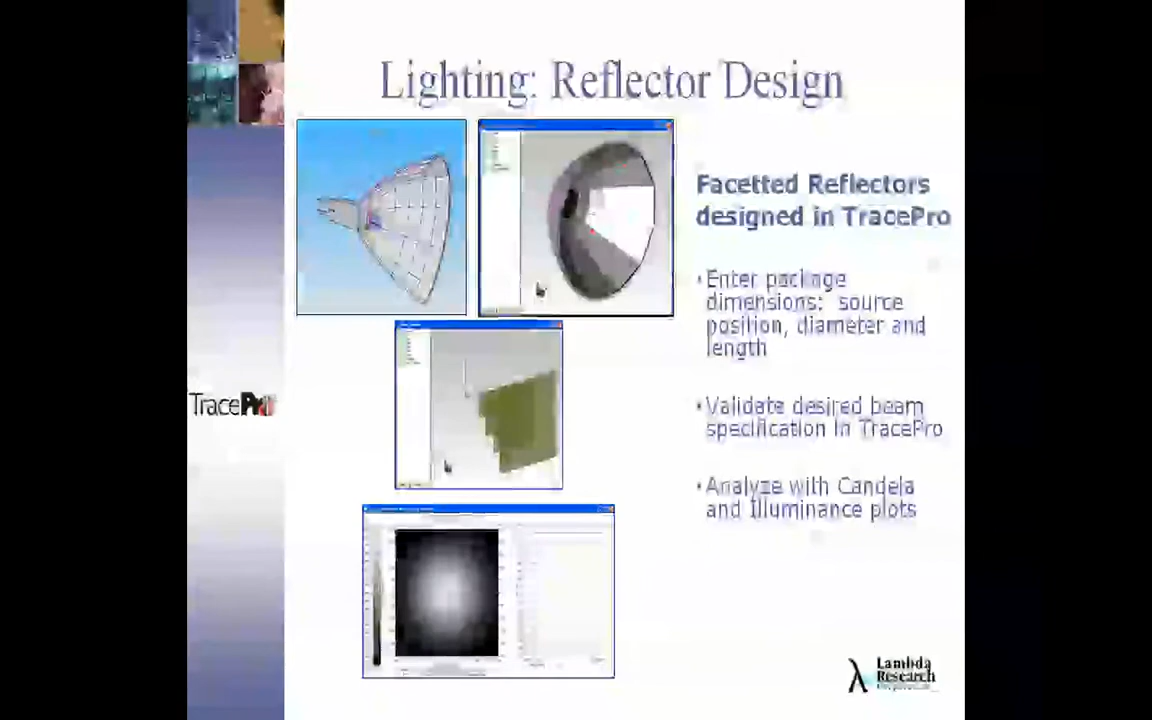 Lighting: Reflector Design
Facetted Reflectors
designed in TracePro
•Enter package
dimensions: source
position, diameter and
length
•Validate desired beam
specification in TracePro
•Analyze with Candela
and Illuminance plots
TracePro
Lambda
Research